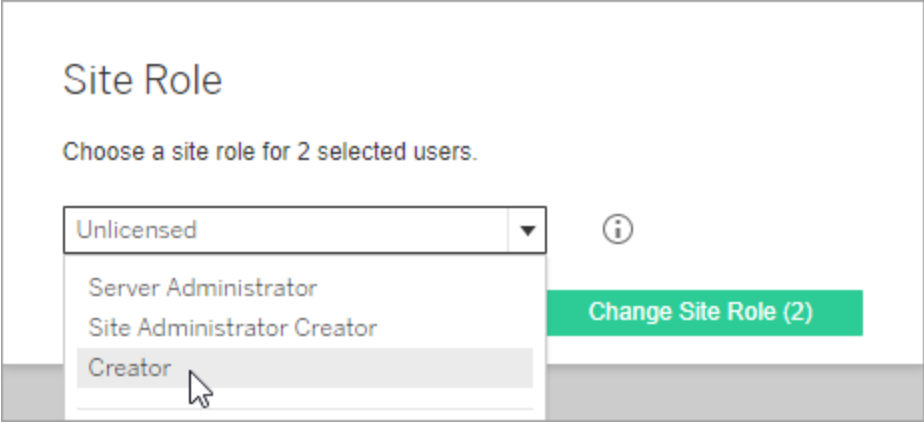 Site Role
Choose a site role for 2 selected users.
Unlicensed
Server Administrator
Site Administrator Creator
Change Site Role (2)
Creator